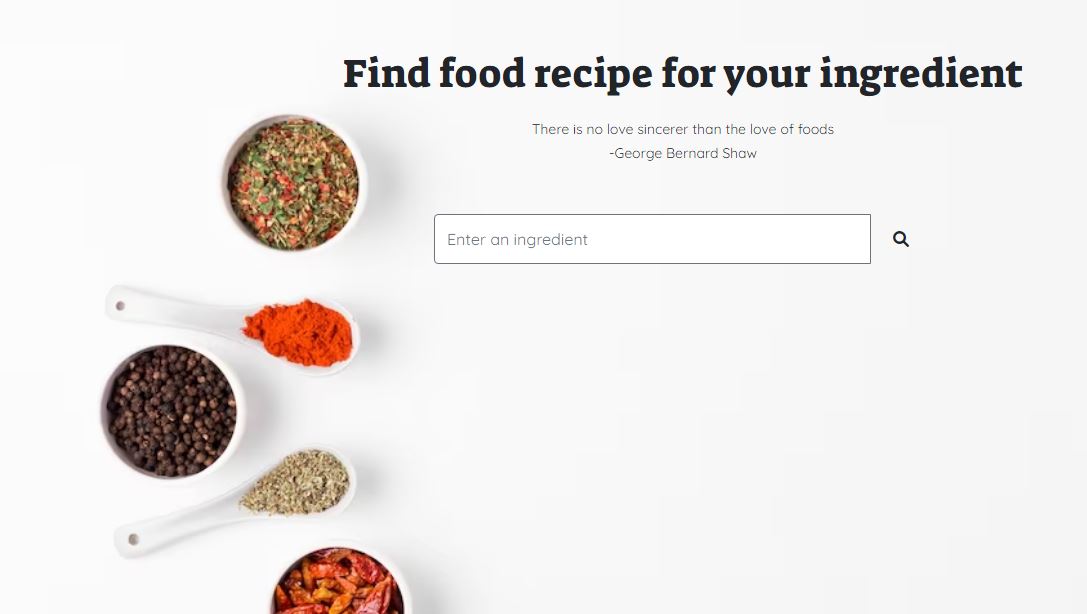 Find food recipe for your ingredient
There is no love sincerer than the love of foods
-George Bernard Shaw
Enter an ingredient